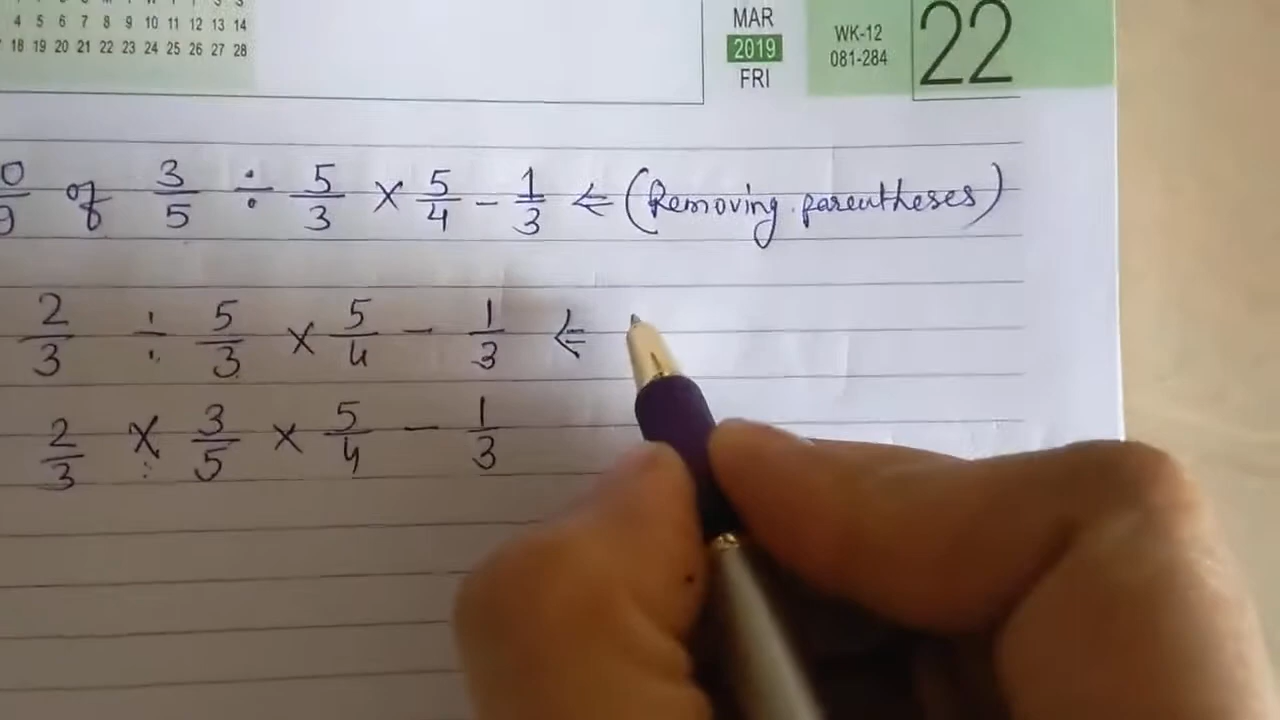 4 5 6 7 8 9 10 11 12 13 14
18 19 20 21 22 23 24 25 26 27 28
MAR
2019
FRI
WK-12
081-284
22
0/9 of 3/5 ÷ 5/3 × 5/4 - 1/3 ⇐ (Removing parentheses)
2/3 ÷ 5/3 × 5/4 - 1/3 ⇐
2/3 × 3/5 × 5/4 - 1/3